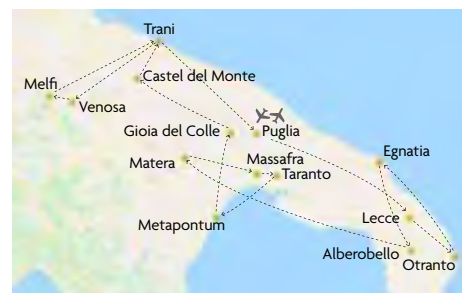 Trani
Castel del Monte
Melfi
Venosa
Gioia del Colle
Puglia
Egnatia
Matera
Massafra
Taranto
Metapontum
Lecce
Alberobello
Otranto